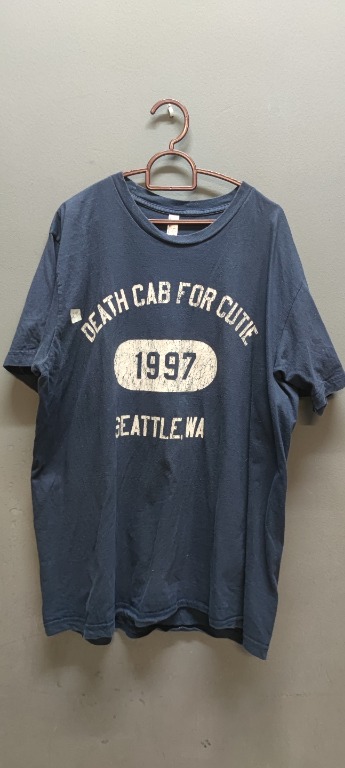 DEATH CAB FOR CUTIE
1997
SEATTLE, WA